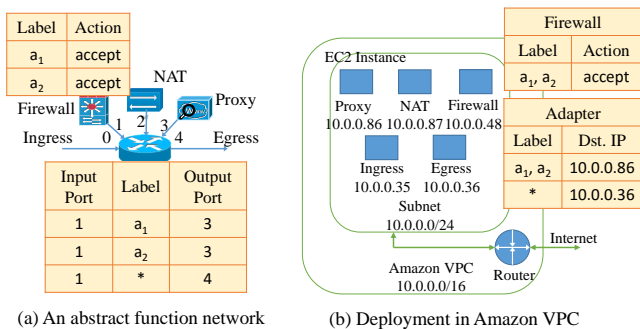 Label Action
a1 accept
a2 accept
NAT
Proxy
Firewall
1 2 3
Ingress 0 4 Egress
Input Port Label Output Port
1 a1 3
1 a2 3
1 * 4
(a) An abstract function network
EC2 Instance
Proxy NAT Firewall
10.0.0.86 10.0.0.87 10.0.0.48
Ingress Egress
10.0.0.35 10.0.0.36
Subnet
10.0.0.0/24
Amazon VPC
10.0.0.0/16
Router
Internet
Firewall
Label Action
a1, a2 accept
Adapter
Label Dst. IP
a1, a2 10.0.0.86
* 10.0.0.36
(b) Deployment in Amazon VPC